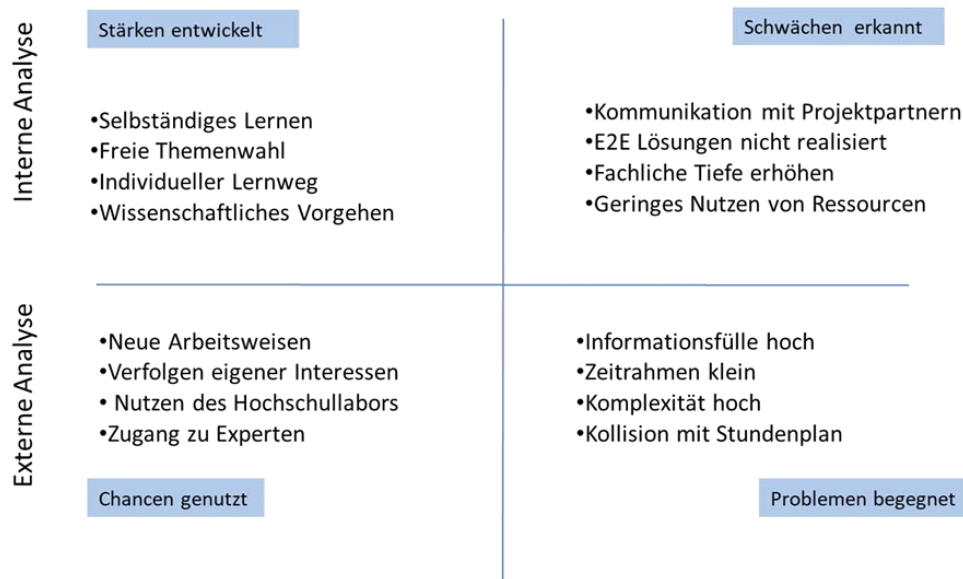 Interne Analyse
Stärken entwickelt
•Selbständiges Lernen
•Freie Themenwahl
•Individueller Lernweg
•Wissenschaftliches Vorgehen
Schwächen erkannt
•Kommunikation mit Projektpartnern
•E2E Lösungen nicht realisiert
•Fachliche Tiefe erhöhen
•Geringes Nutzen von Ressourcen
Externe Analyse
•Neue Arbeitsweisen
•Verfolgen eigener Interessen
• Nutzen des Hochschullabors
•Zugang zu Experten
Chancen genutzt
•Informationsfülle hoch
•Zeitrahmen klein
•Komplexität hoch
•Kollision mit Stundenplan
Problemen begegnet